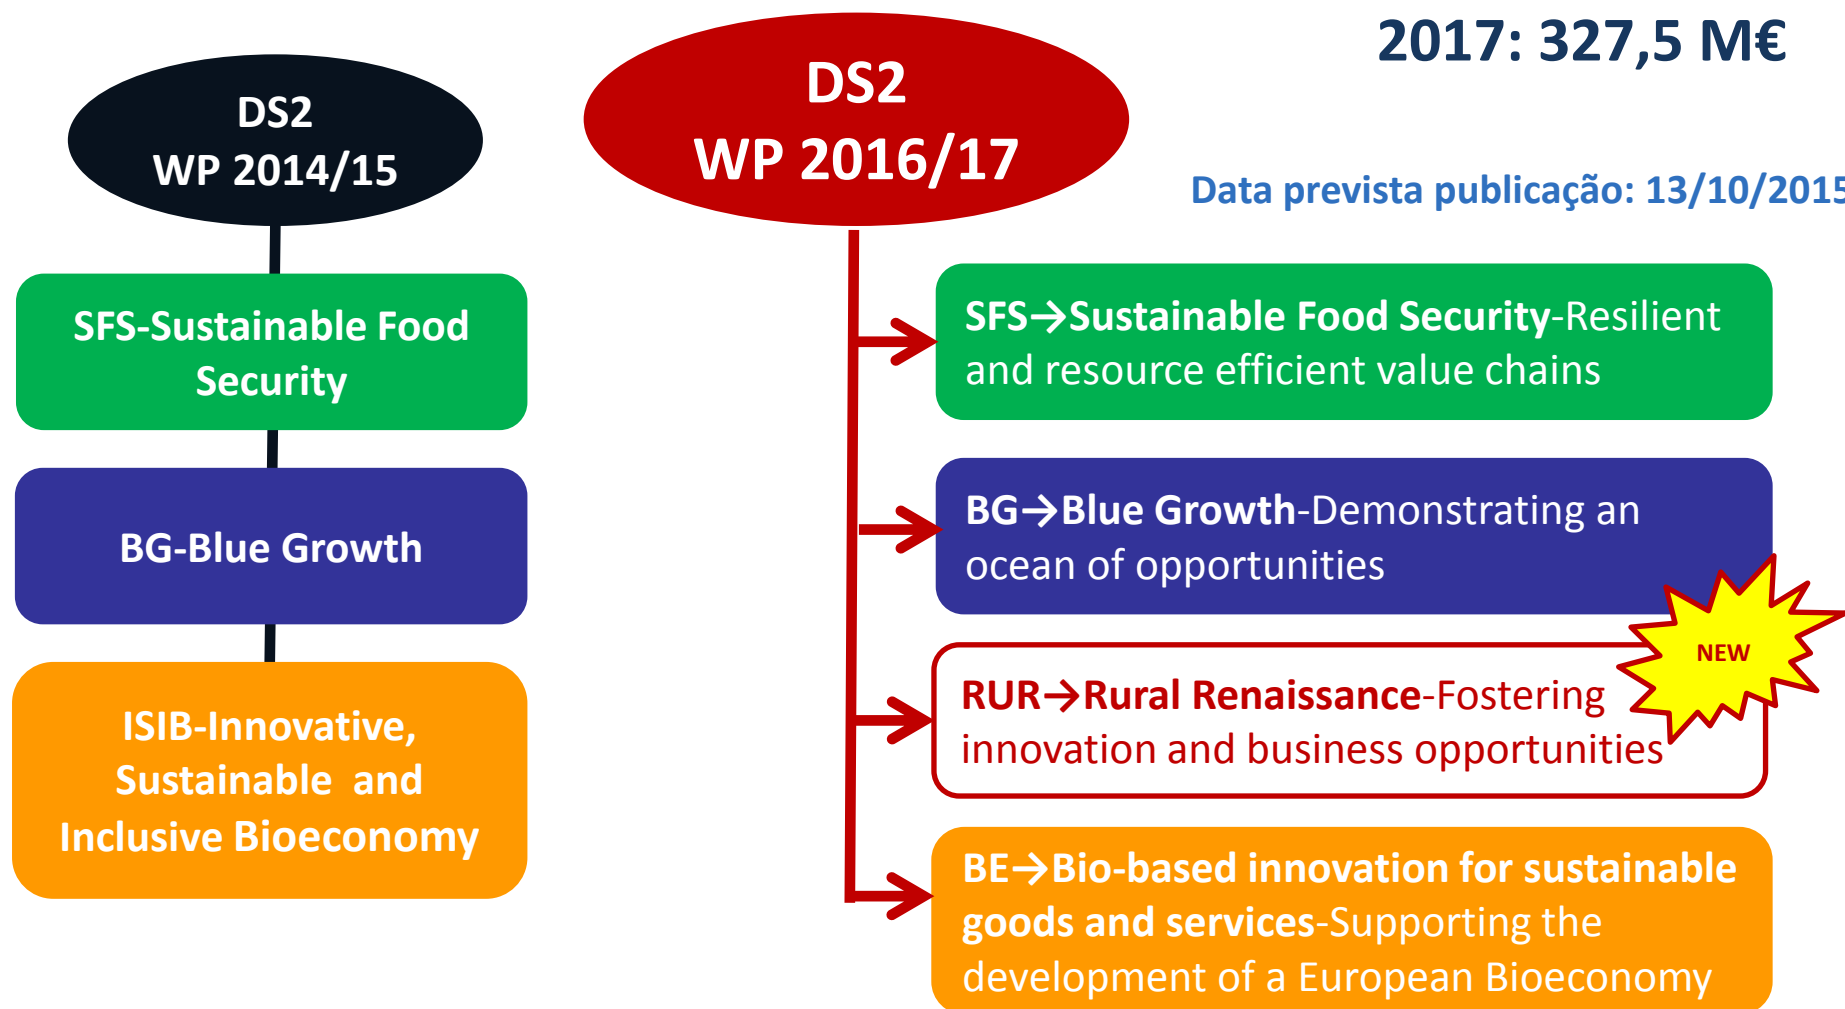 2017: 327,5 M€
DS2
WP 2014/15
DS2
WP 2016/17
Data prevista publicação: 13/10/2015
SFS-Sustainable Food
Security
BG-Blue Growth
ISIB-Innovative,
Sustainable and
Inclusive Bioeconomy
SFS→Sustainable Food Security-Resilient
and resource efficient value chains
BG→Blue Growth-Demonstrating an
ocean of opportunities
NEW
RUR→Rural Renaissance-Fostering
innovation and business opportunities
BE→Bio-based innovation for sustainable
goods and services-Supporting the
development of a European Bioeconomy